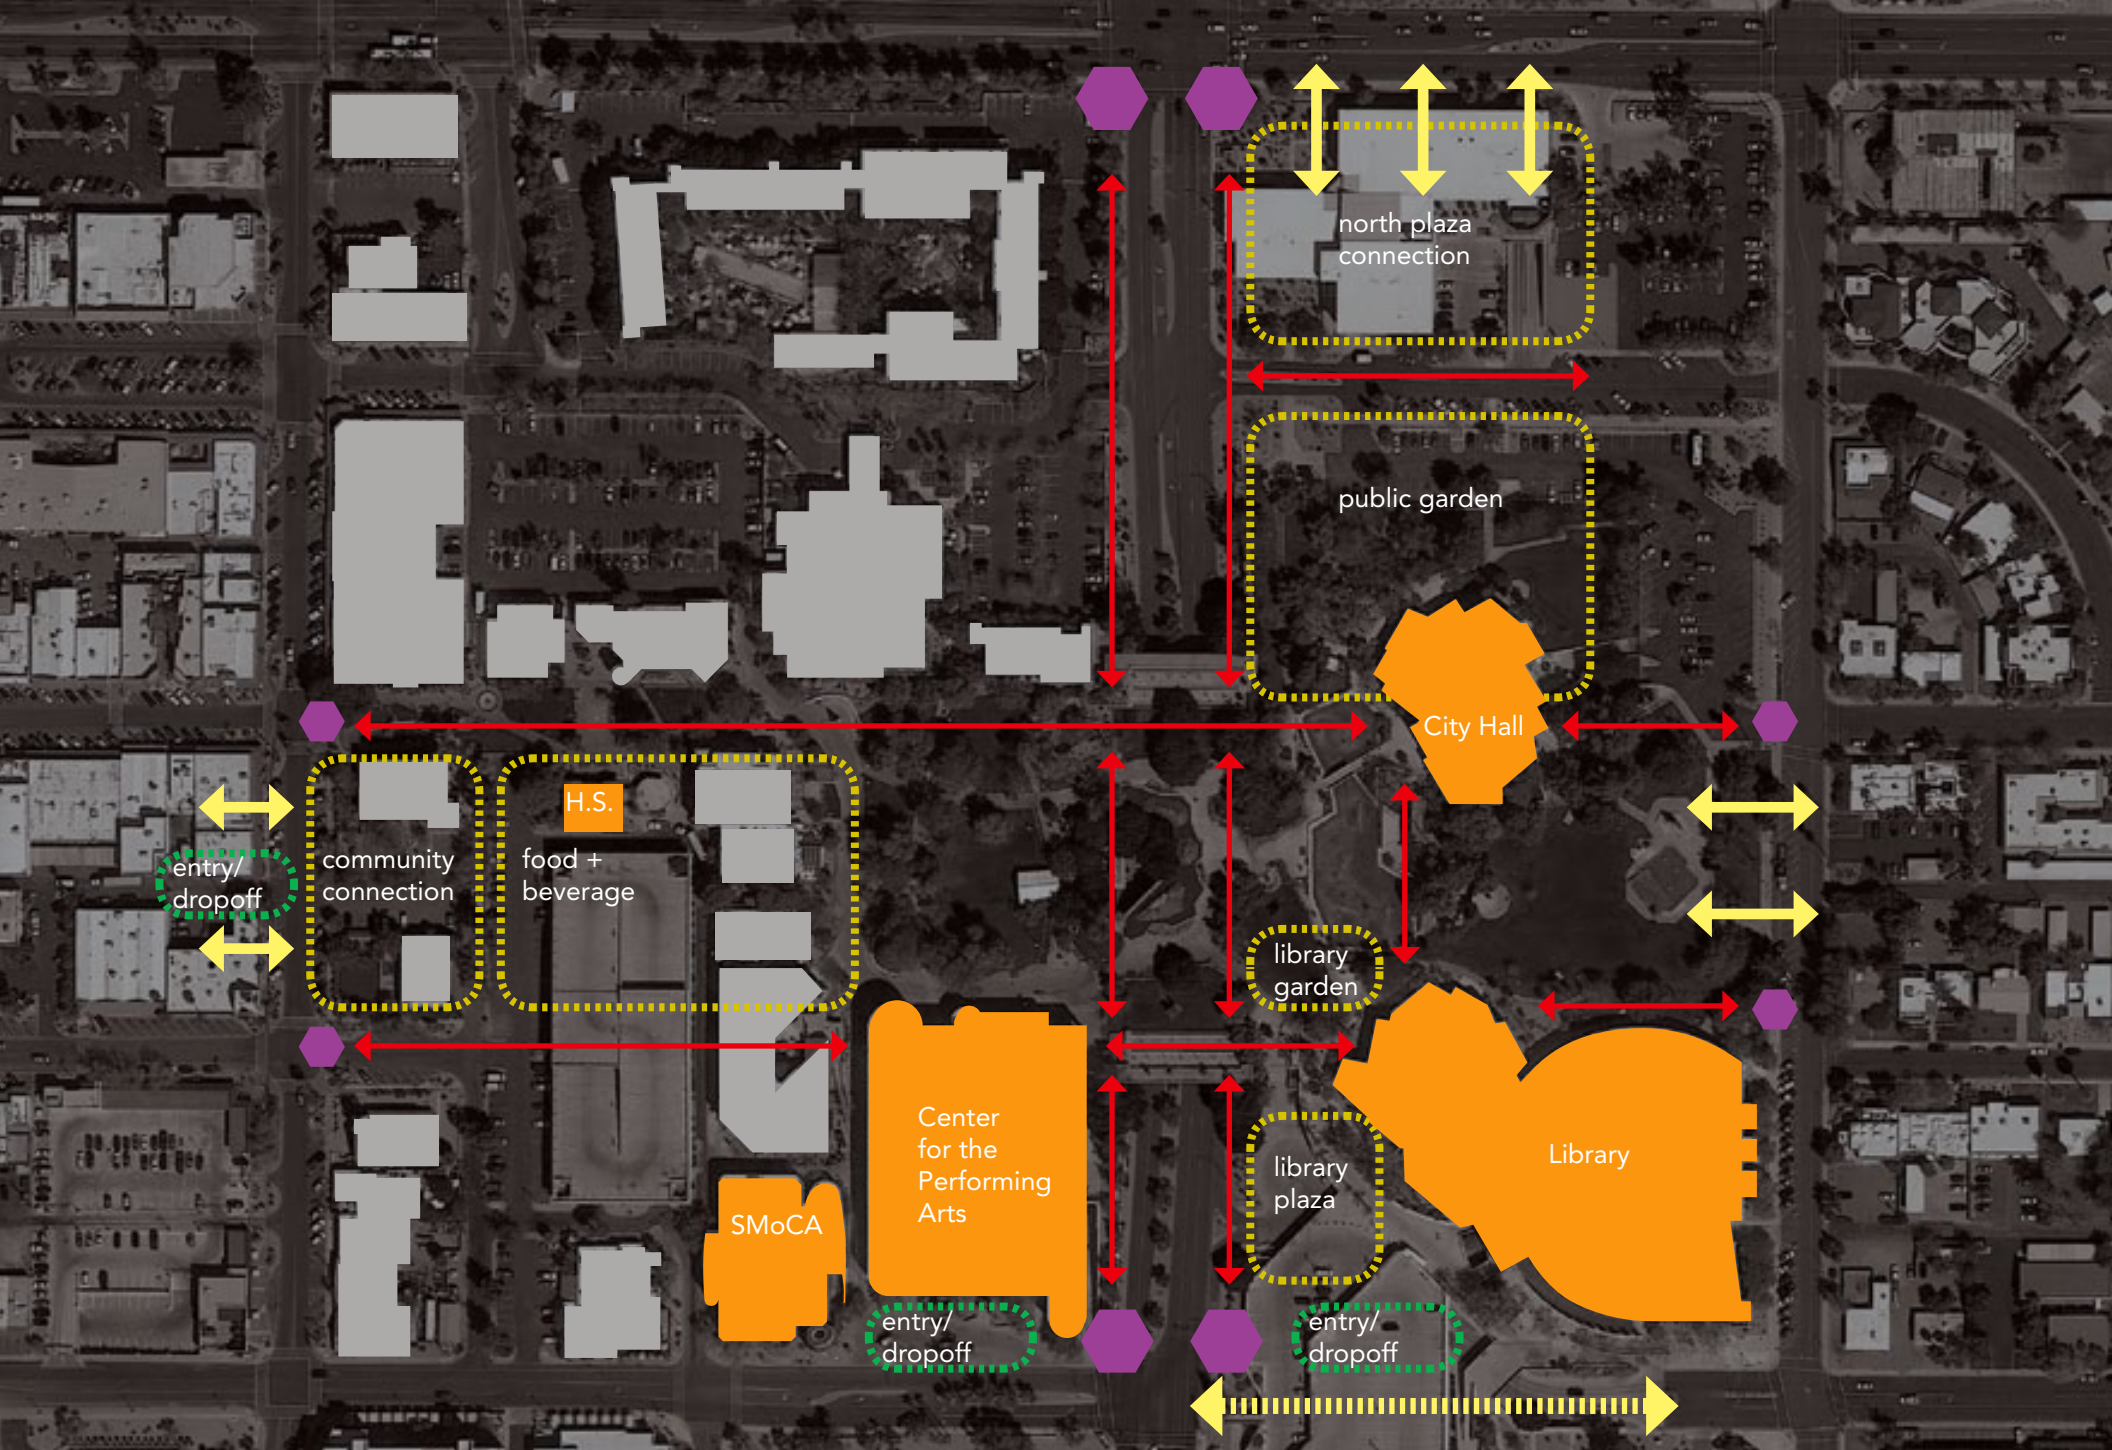 north plaza
connection
public garden
City Hall
H.S.
community
connection
food +
beverage
entry/
dropoff
library
garden
Center
for the
Performing
Arts
library
plaza
Library
SMoCA
entry/
dropoff
entry/
dropoff